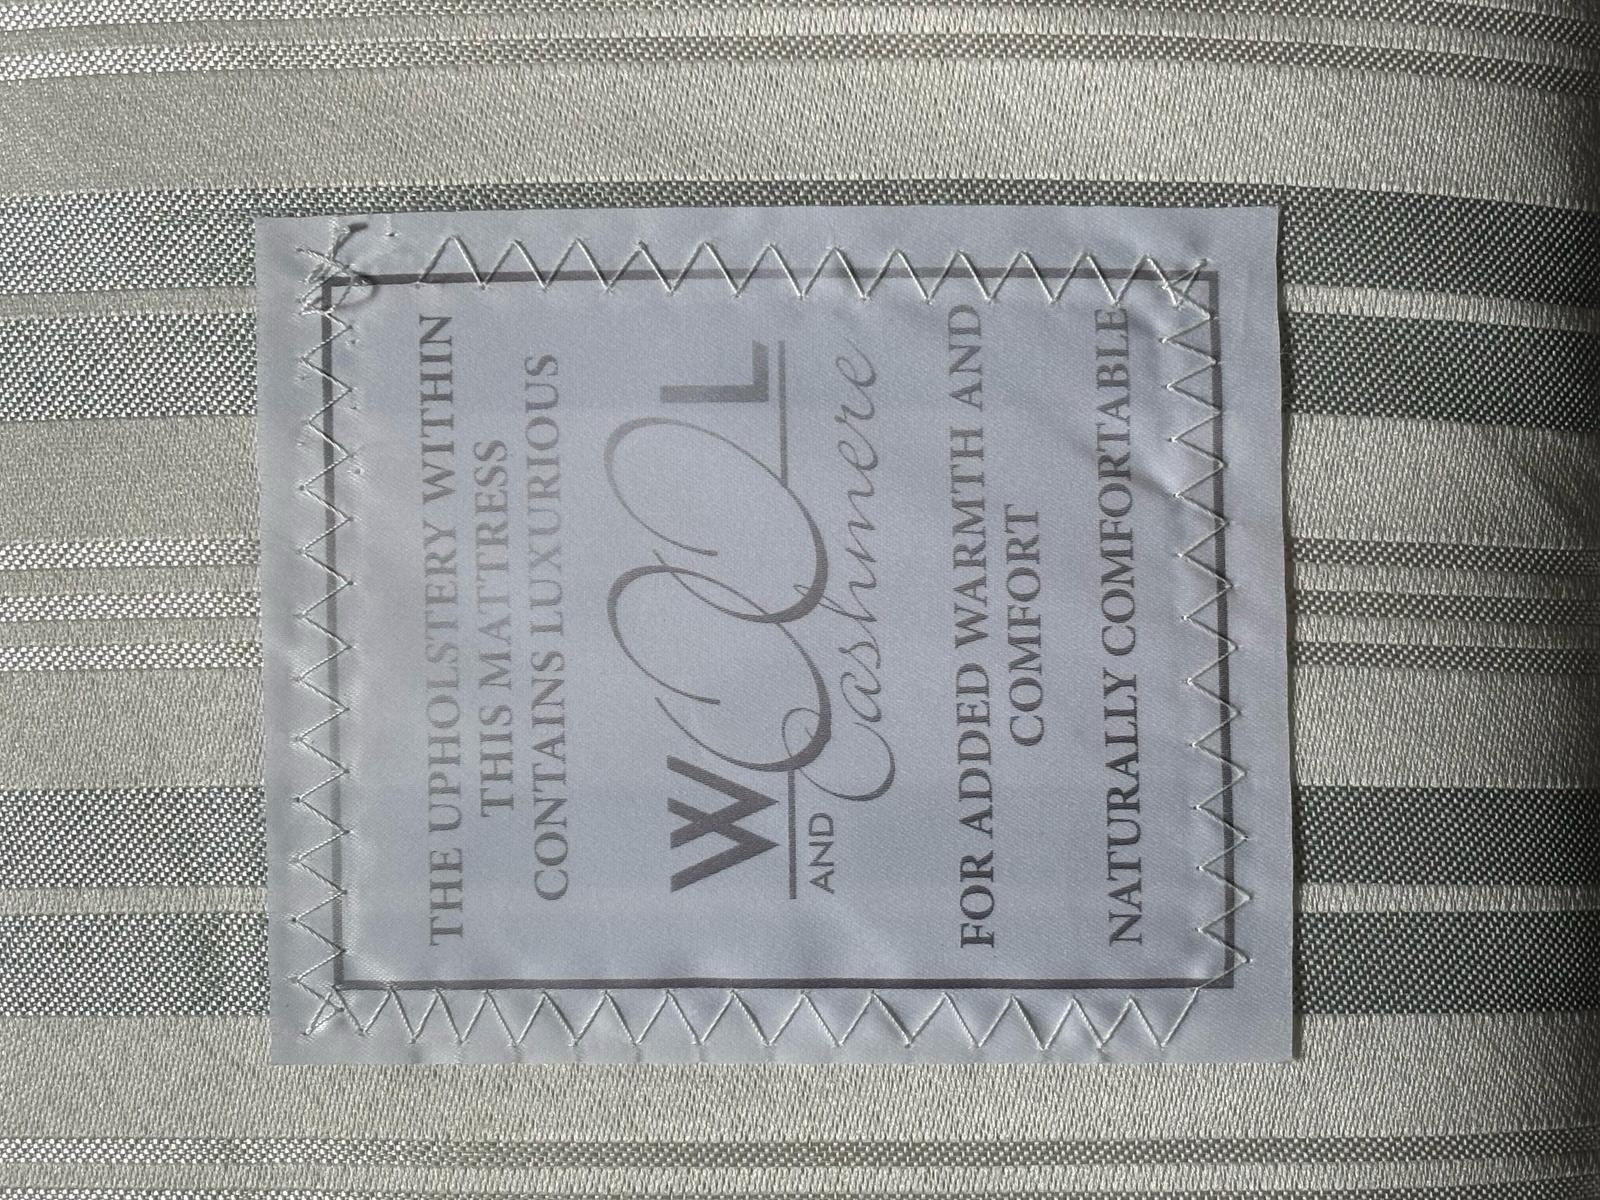 THE UPHOLSTERY WITHIN
THIS MATTRESS
CONTAINS LUXURIOUS
WOOL
AND Cashmere
FOR ADDED WARMTH AND
COMFORT
NATURALLY COMFORTABLE